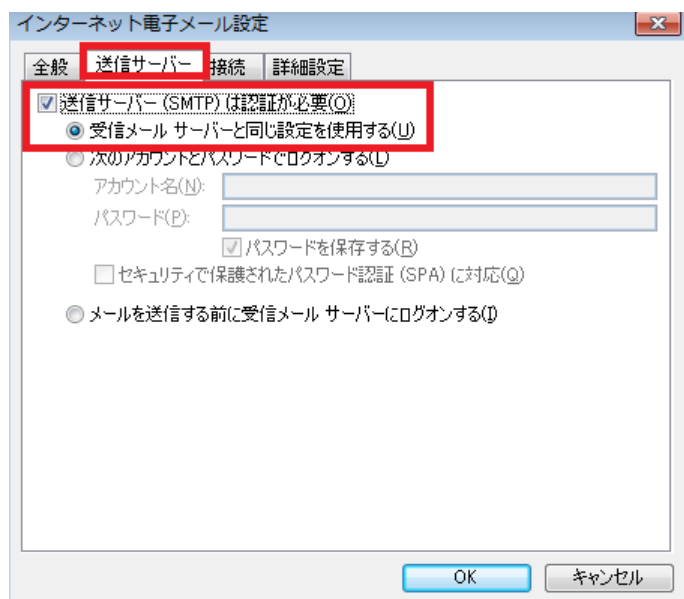 インターネット電子メール設定
全般 送信サーバー 接続 詳細設定
送信サーバー (SMTP) は認証が必要(O)
受信メール サーバーと同じ設定を使用する(U)
次のアカウントとパスワードでログオンする(L)
アカウント名(N):
パスワード(P):
パスワードを保存する(R)
セキュリティで保護されたパスワード認証 (SPA) に対応(Q)
メールを送信する前に受信メール サーバーにログオンする(I)
OK キャンセル